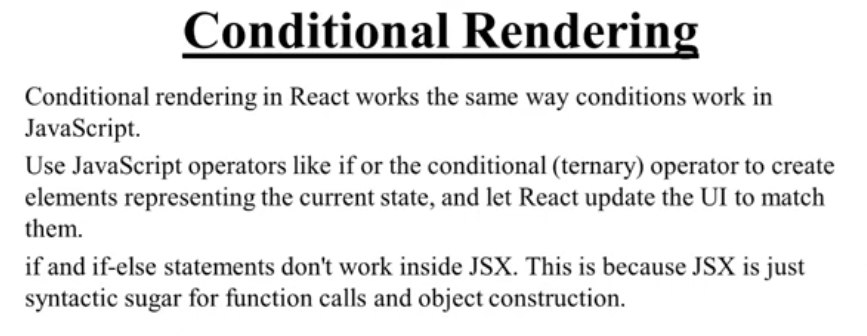 Conditional Rendering
Conditional rendering in React works the same way conditions work in
JavaScript.
Use JavaScript operators like if or the conditional (ternary) operator to create
elements representing the current state, and let React update the UI to match
them.
if and if-else statements don't work inside JSX. This is because JSX is just
syntactic sugar for function calls and object construction.